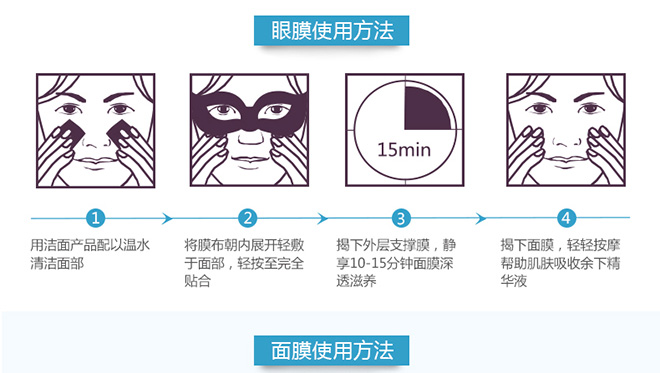 眼膜使用方法
15min
1
2
3
4
用洁面产品配以温水
清洁面部
将膜布朝内展开轻敷
于面部，轻按至完全
贴合
揭下外层支撑膜，静
享10-15分钟面膜深
透滋养
揭下面膜，轻轻按摩
帮助肌肤吸收余下精
华液
面膜使用方法